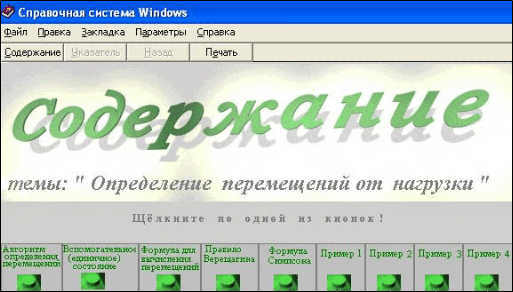 Справочная система Windows
Файл Правка Закладка Параметры Справка
Содержание Указатель Назад Печать
Содержание
темы: " Определение перемещений от нагрузки "
Щёлкните по одной из кнопок!
Алгоритм определения перемещений
Вспомогательное (единичное) состояние
Формула для вычисления перемещений
Правило Верещагина
Формула Симпсона
Пример 1
Пример 2
Пример 3
Пример 4